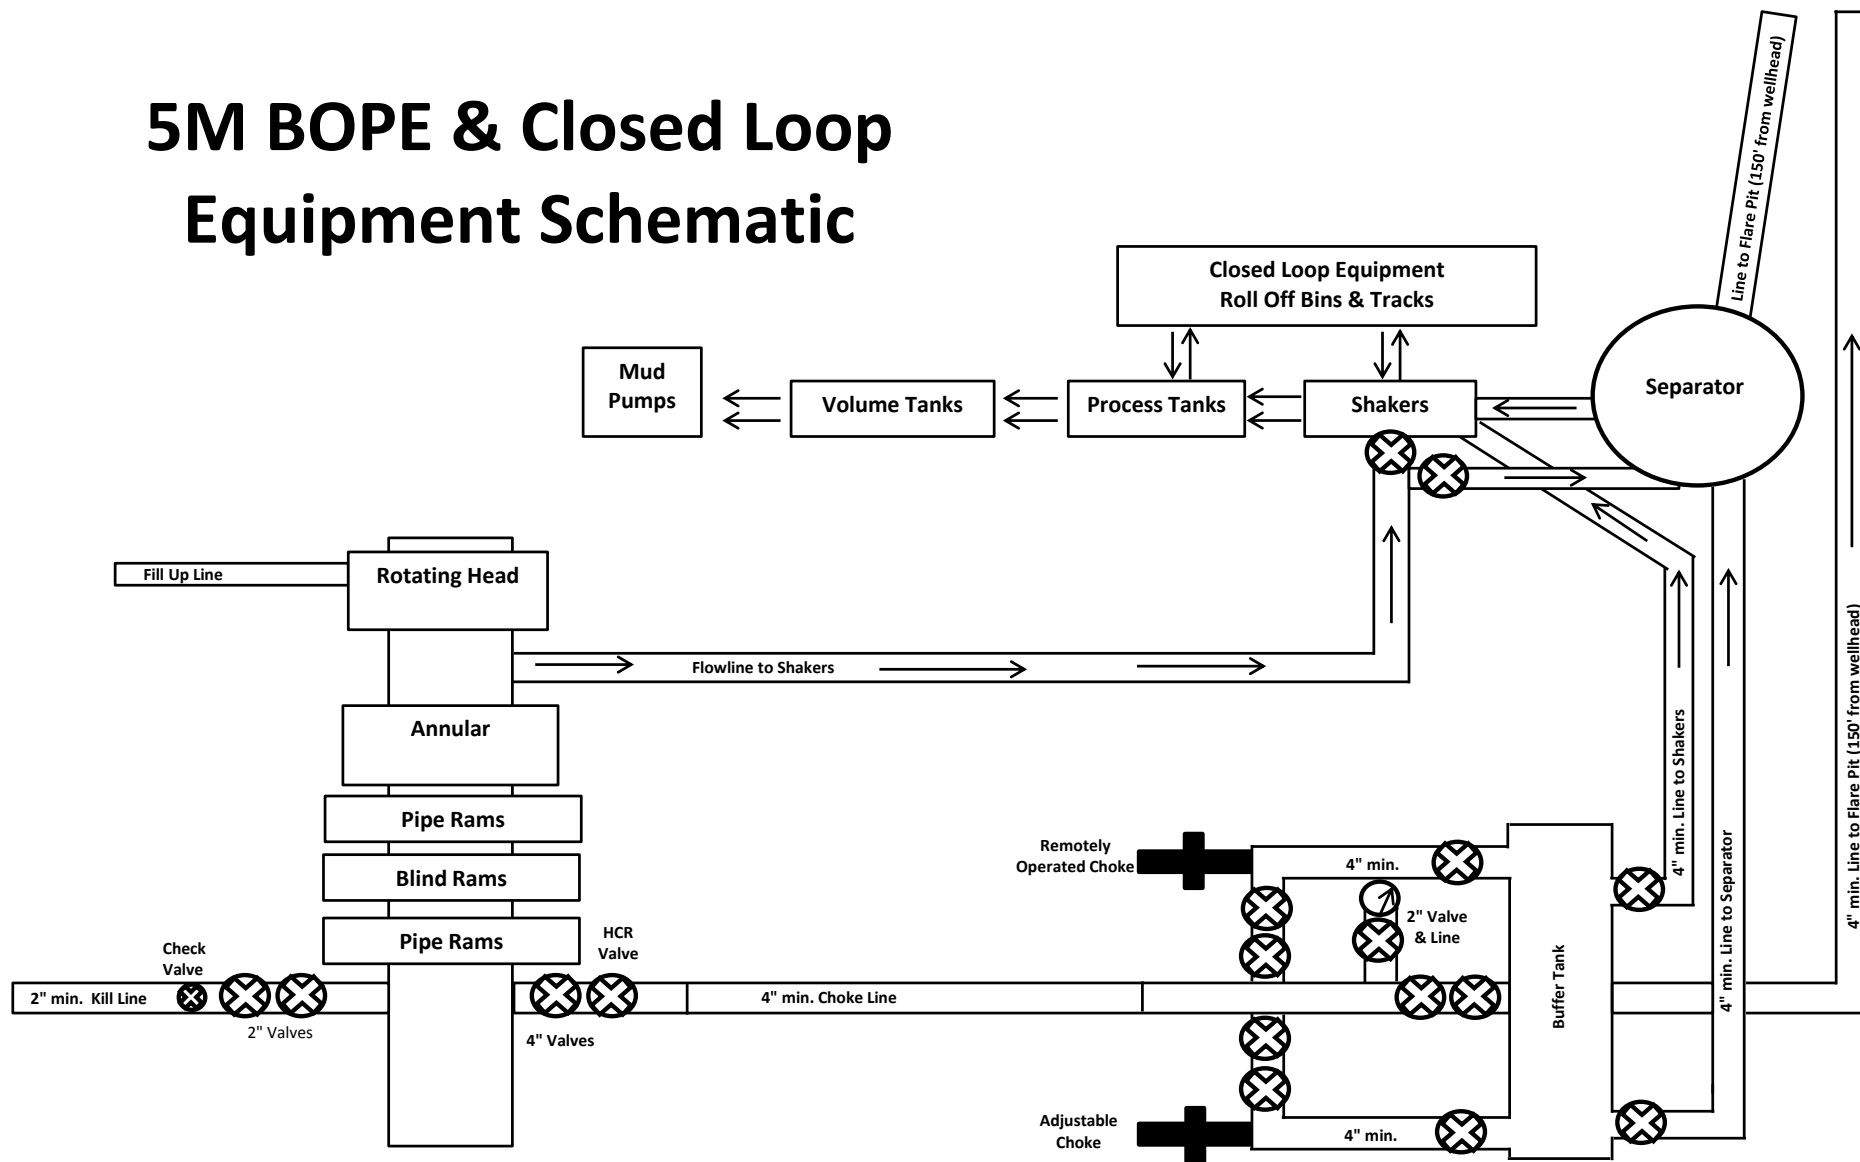 5M BOPE & Closed Loop
Equipment Schematic
Line to Flare Pit (150' from wellhead)
Closed Loop Equipment
Roll Off Bins & Tracks
Mud
Pumps
Volume Tanks
Process Tanks
Shakers
Separator
Fill Up Line
Rotating Head
Flowline to Shakers
Annular
Pipe Rams
Blind Rams
Pipe Rams
Check
Valve
HCR
Valve
2" min.  Kill Line
2" Valves
4" Valves
4" min. Choke Line
Remotely
Operated Choke
4" min.
2" Valve
& Line
Adjustable
Choke
4" min.
Buffer Tank
4" min. Line to Shakers
4" min. Line to Separator
4" min. Line to Flare Pit (150' from wellhead)